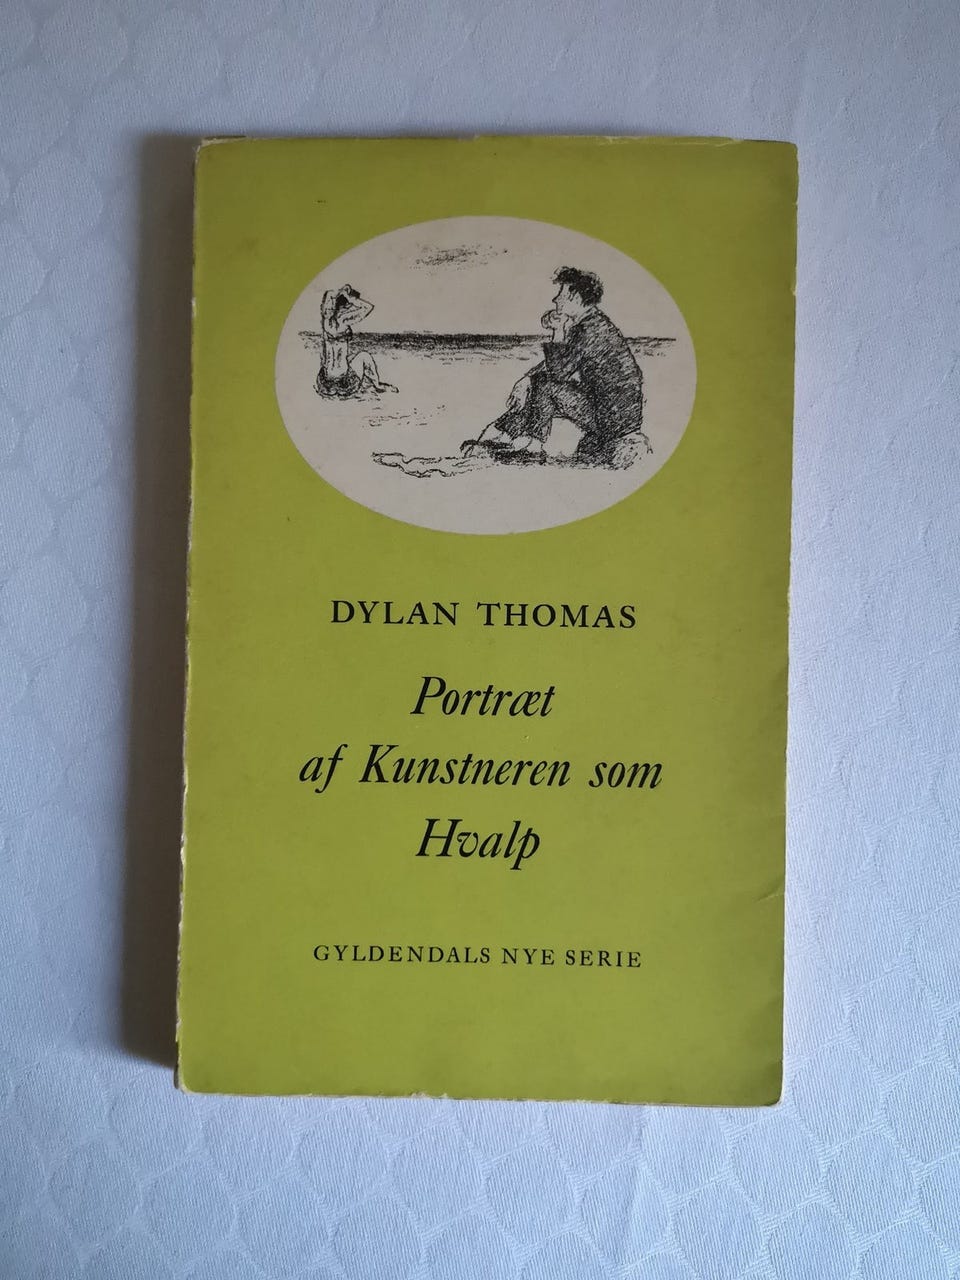 DYLAN THOMAS
Portræt
af Kunstneren som
Hvalp
GYLDENDALS NYE SERIE